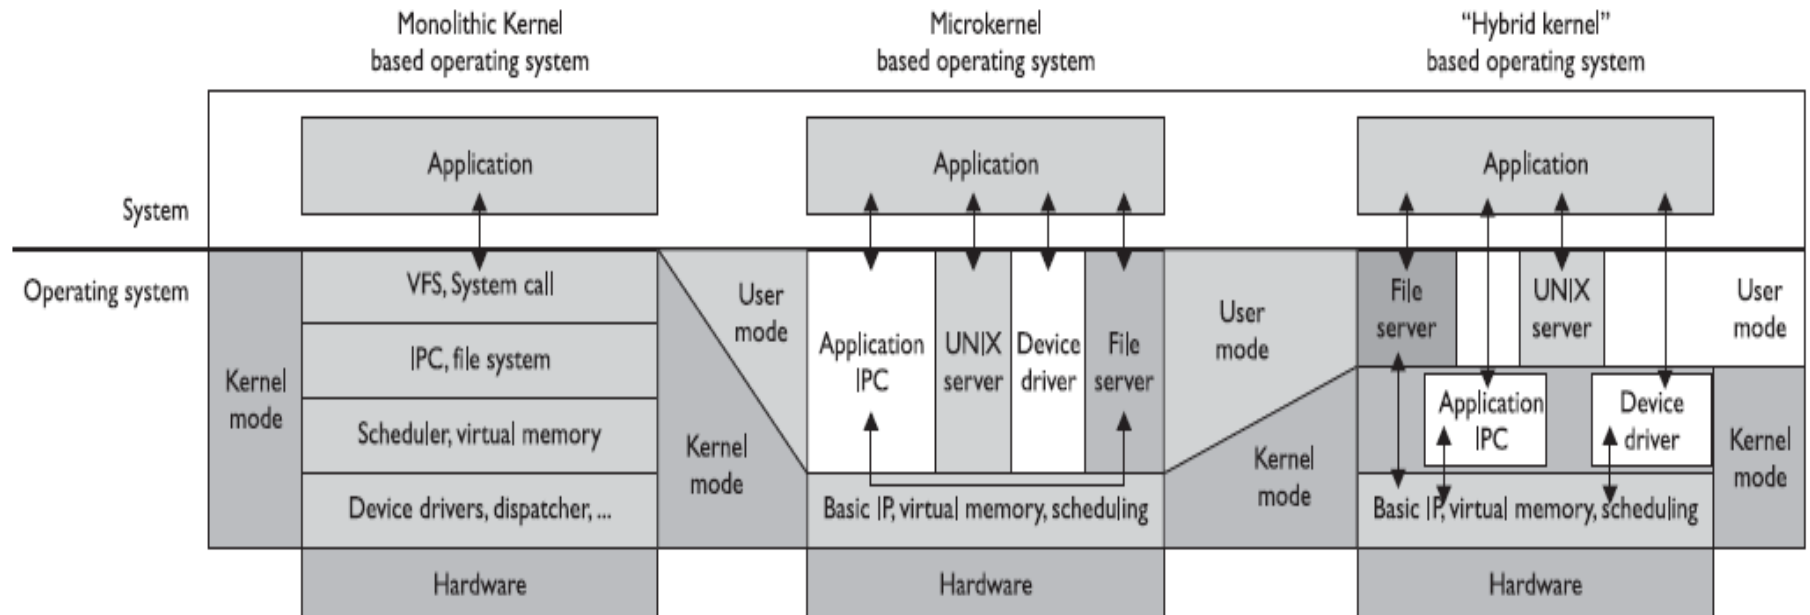 Monolithic Kernel
based operating system
Microkernel
based operating system
“Hybrid kernel”
based operating system
System
Operating system
Application
Kernel
mode
VFS, System call
IPC, file system
Scheduler, virtual memory
Device drivers, dispatcher, ...
Hardware
User
mode
Kernel
mode
Application
Application
IPC
UNIX
server
Device
driver
File
server
Basic IP, virtual memory, scheduling
Hardware
User
mode
Kernel
mode
Application
File
server
UNIX
server
User
mode
Application
IPC
Device
driver
Kernel
mode
Basic IP, virtual memory, scheduling
Hardware